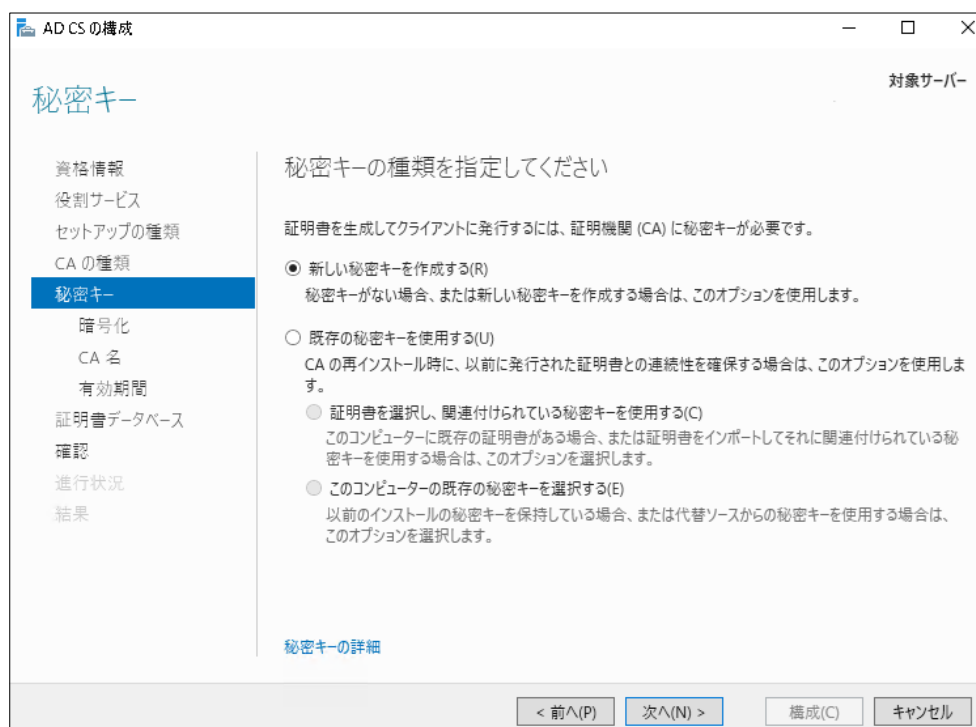 AD CS の構成
対象サーバー
秘密キー
資格情報
役割サービス
セットアップの種類
CA の種類
秘密キー
暗号化
CA 名
有効期間
証明書データベース
確認
進行状況
結果
秘密キーの種類を指定してください
証明書を生成してクライアントに発行するには、証明機関 (CA) に秘密キーが必要です。
新しい秘密キーを作成する(R)
秘密キーがない場合、または新しい秘密キーを作成する場合は、このオプションを使用します。
既存の秘密キーを使用する(U)
CA の再インストール時に、以前に発行された証明書との連続性を確保する場合は、このオプションを使用しま
す。
証明書を選択し、関連付けられている秘密キーを使用する(C)
このコンピューターに既存の証明書がある場合、または証明書をインポートしてそれに関連付けられている秘
密キーを使用する場合は、このオプションを選択します。
このコンピューターの既存の秘密キーを選択する(E)
以前のインストールの秘密キーを保持している場合、または代替ソースからの秘密キーを使用する場合は、
このオプションを選択します。
秘密キーの詳細
< 前へ(P)
次へ(N) >
構成(C)
キャンセル